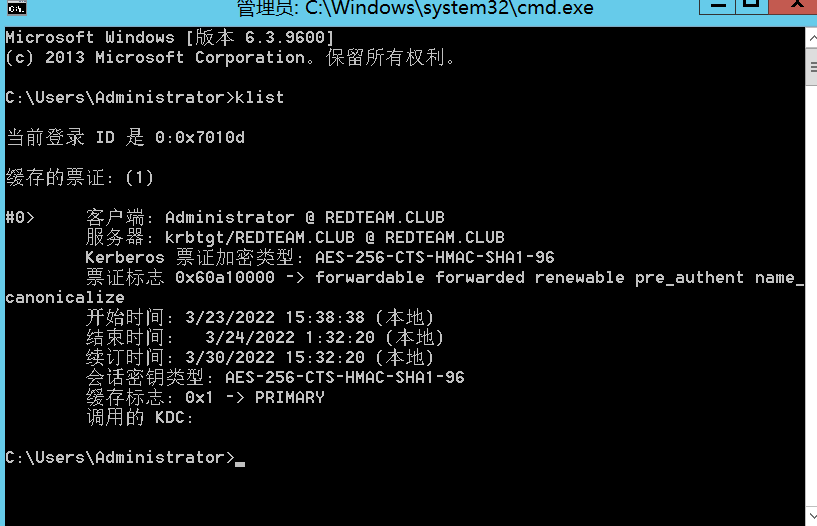 管理员: C:\Windows\system32\cmd.exe
Microsoft Windows [版本 6.3.9600]
(c) 2013 Microsoft Corporation。保留所有权利。
C:\Users\Administrator>klist
当前登录 ID 是 0:0x7010d
缓存的票证: (1)
#0> 客户端: Administrator @ REDTEAM.CLUB
服务器: krbtgt/REDTEAM.CLUB @ REDTEAM.CLUB
Kerberos 票证加密类型: AES-256-CTS-HMAC-SHA1-96
票证标志 0x60a10000 -> forwardable forwarded renewable pre_authent name_
canonicalize
开始时间: 3/23/2022 15:38:38 (本地)
结束时间: 3/24/2022 1:32:20 (本地)
续订时间: 3/30/2022 15:32:20 (本地)
会话密钥类型: AES-256-CTS-HMAC-SHA1-96
缓存标志: 0x1 -> PRIMARY
调用的 KDC:
C:\Users\Administrator>